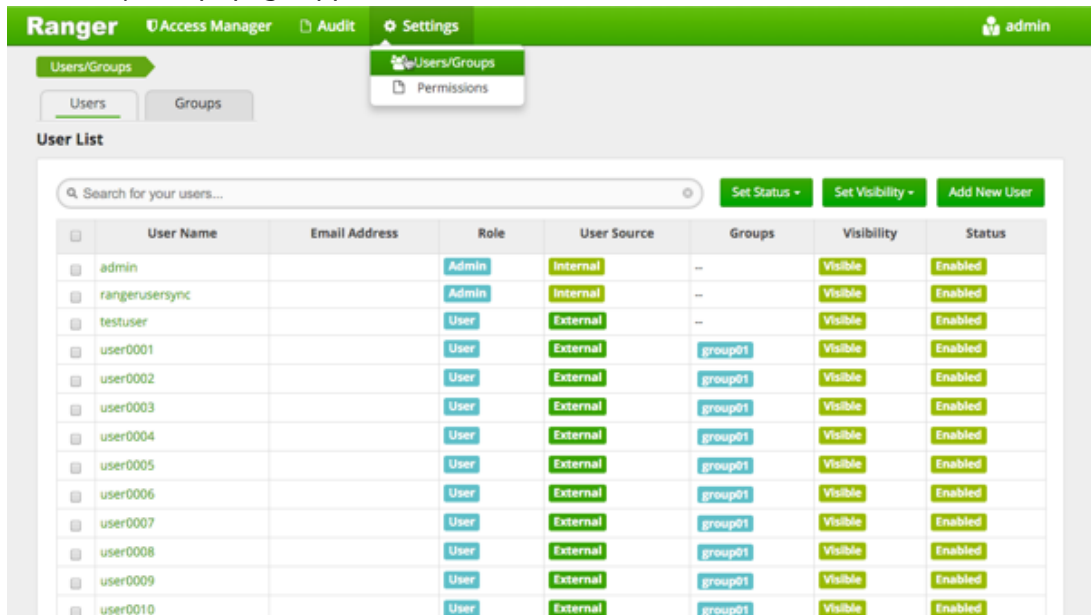 Ranger Access Manager Audit Settings admin
Users/Groups
Users/Groups
Permissions
Users Groups
User List
Search for your users... Set Status Set Visibility Add New User
User Name Email Address Role User Source Groups Visibility Status
admin Admin Internal -- Visible Enabled
rangerusersync Admin Internal -- Visible Enabled
testuser User External -- Visible Enabled
user0001 User External group01 Visible Enabled
user0002 User External group01 Visible Enabled
user0003 User External group01 Visible Enabled
user0004 User External group01 Visible Enabled
user0005 User External group01 Visible Enabled
user0006 User External group01 Visible Enabled
user0007 User External group01 Visible Enabled
user0008 User External group01 Visible Enabled
user0009 User External group01 Visible Enabled
user0010 User External group01 Visible Enabled